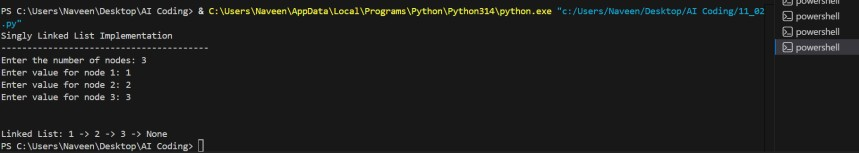 PS C:\Users\Naveen\Desktop\AI Coding> & C:\Users\Naveen\AppData\Local\Programs\Python\Python314\python.exe "c:/Users/Naveen/Desktop/AI Coding/11_02
.py"
Singly Linked List Implementation
----------------------------------------
Enter the number of nodes: 3
Enter value for node 1: 1
Enter value for node 2: 2
Enter value for node 3: 3
Linked List: 1 -> 2 -> 3 -> None
PS C:\Users\Naveen\Desktop\AI Coding>
powershell
powershell
powershell
powershell